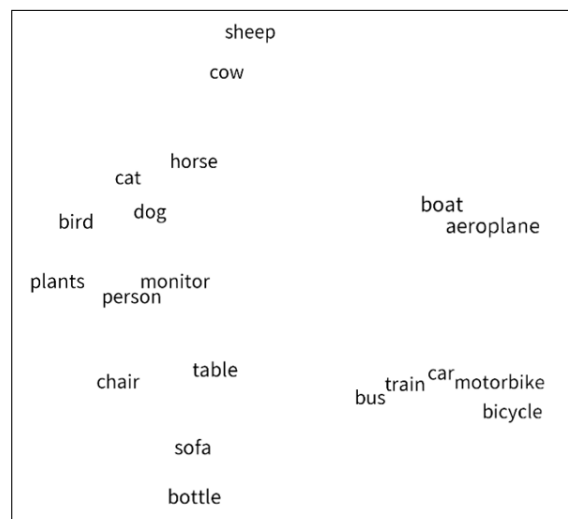 sheep
cow
horse
cat
boat
dog
bird
aeroplane
plants
monitor
person
table
car
chair
train
motorbike
bus
bicycle
sofa
bottle